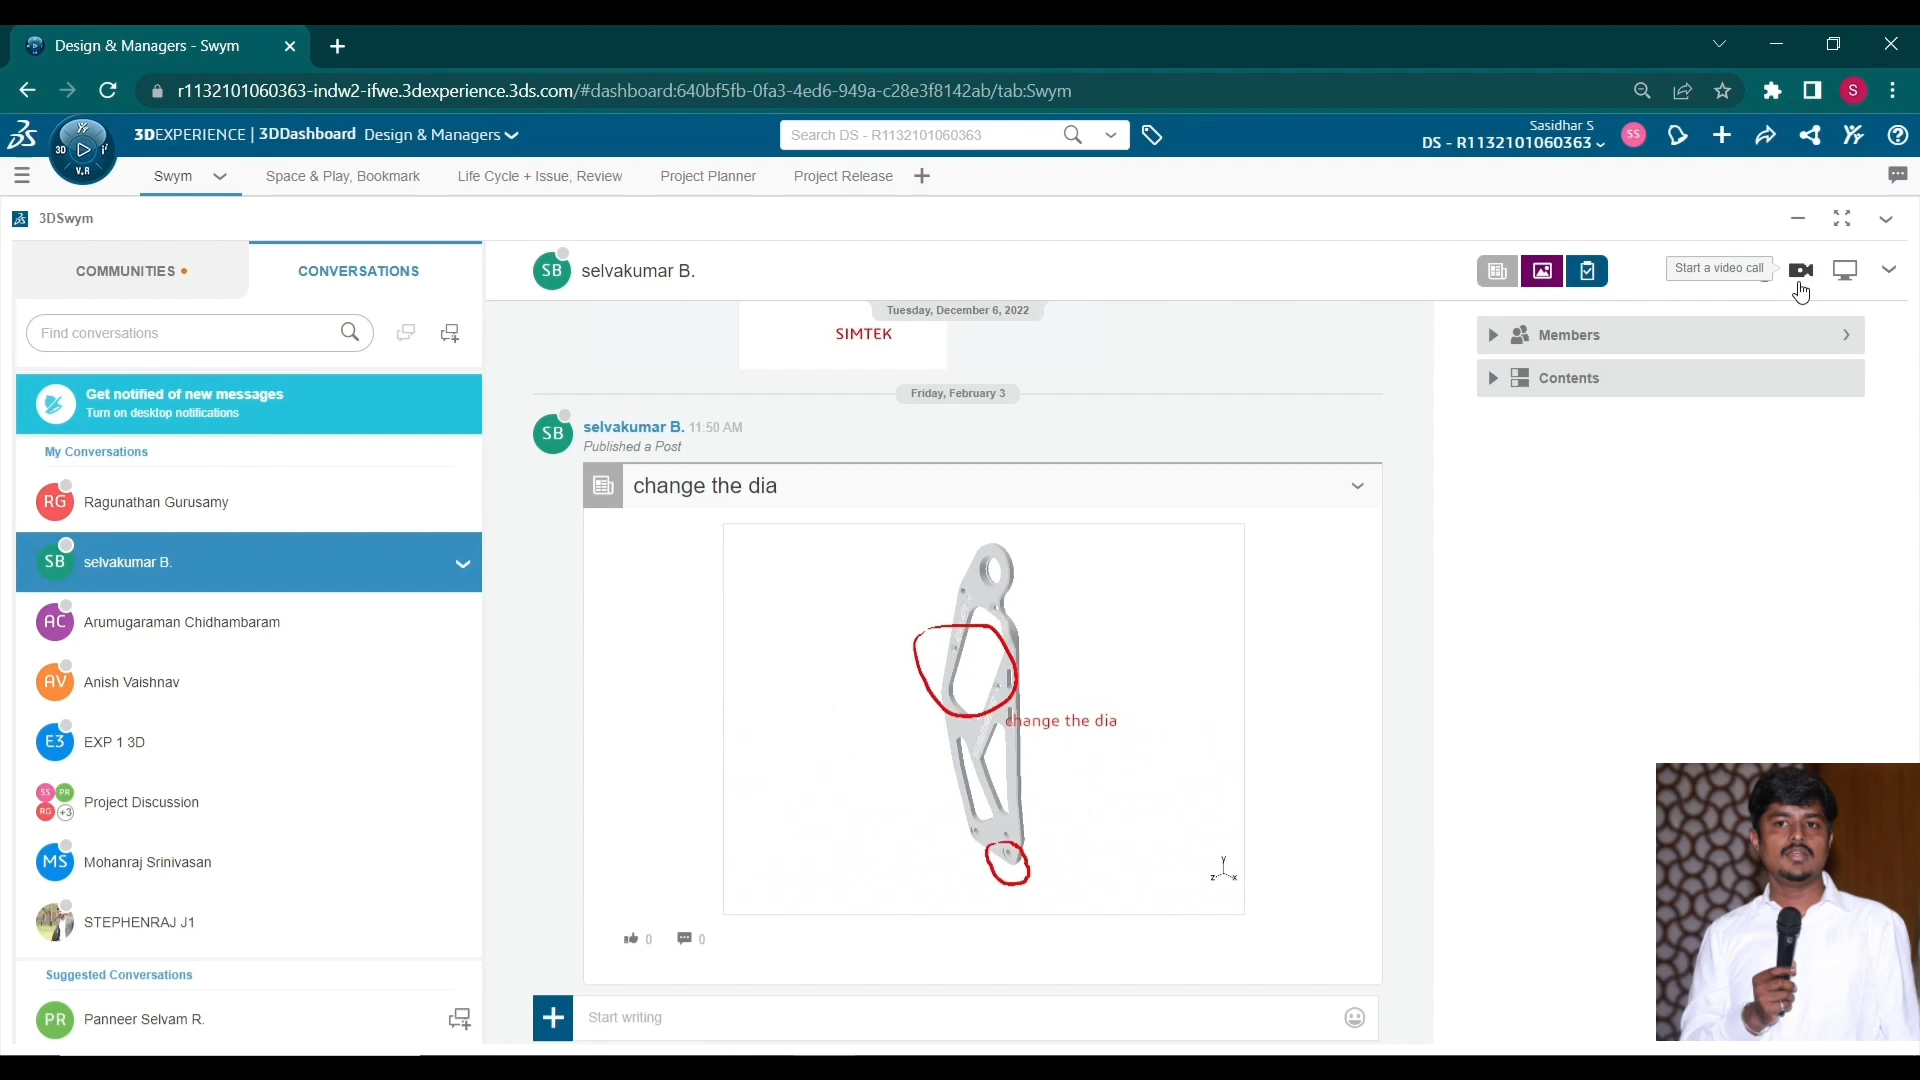 Design & Managers - Swym
r1132101060363-indw2-ifwe.3dexperience.3ds.com/#dashboard:640bf5fb-0fa3-4ed6-949a-c28e3f8142ab/tab:Swym
S
3D
V.R
3DEXPERIENCE | 3DDashboard Design & Managers
Search DS - R1132101060363
Sasidhar S
DS - R1132101060363
SS
Swym
Space & Play, Bookmark
Life Cycle + Issue, Review
Project Planner
Project Release
3DSwym
COMMUNITIES
CONVERSATIONS
SB
selvakumar B.
Start a video call
Find conversations
Get notified of new messages
Turn on desktop notifications
My Conversations
RG
Ragunathan Gurusamy
SB
selvakumar B.
AC
Arumugaraman Chidhambaram
AV
Anish Vaishnav
E3
EXP 1 3D
SS PR
RG +3
Project Discussion
MS
Mohanraj Srinivasan
STEPHENRAJ J1
Suggested Conversations
PR
Panneer Selvam R.
Tuesday, December 6, 2022
SIMTEK
Friday, February 3
SB
selvakumar B. 11:50 AM
Published a Post
change the dia
change the dia
y
z x
0
0
Start writing
Members
Contents